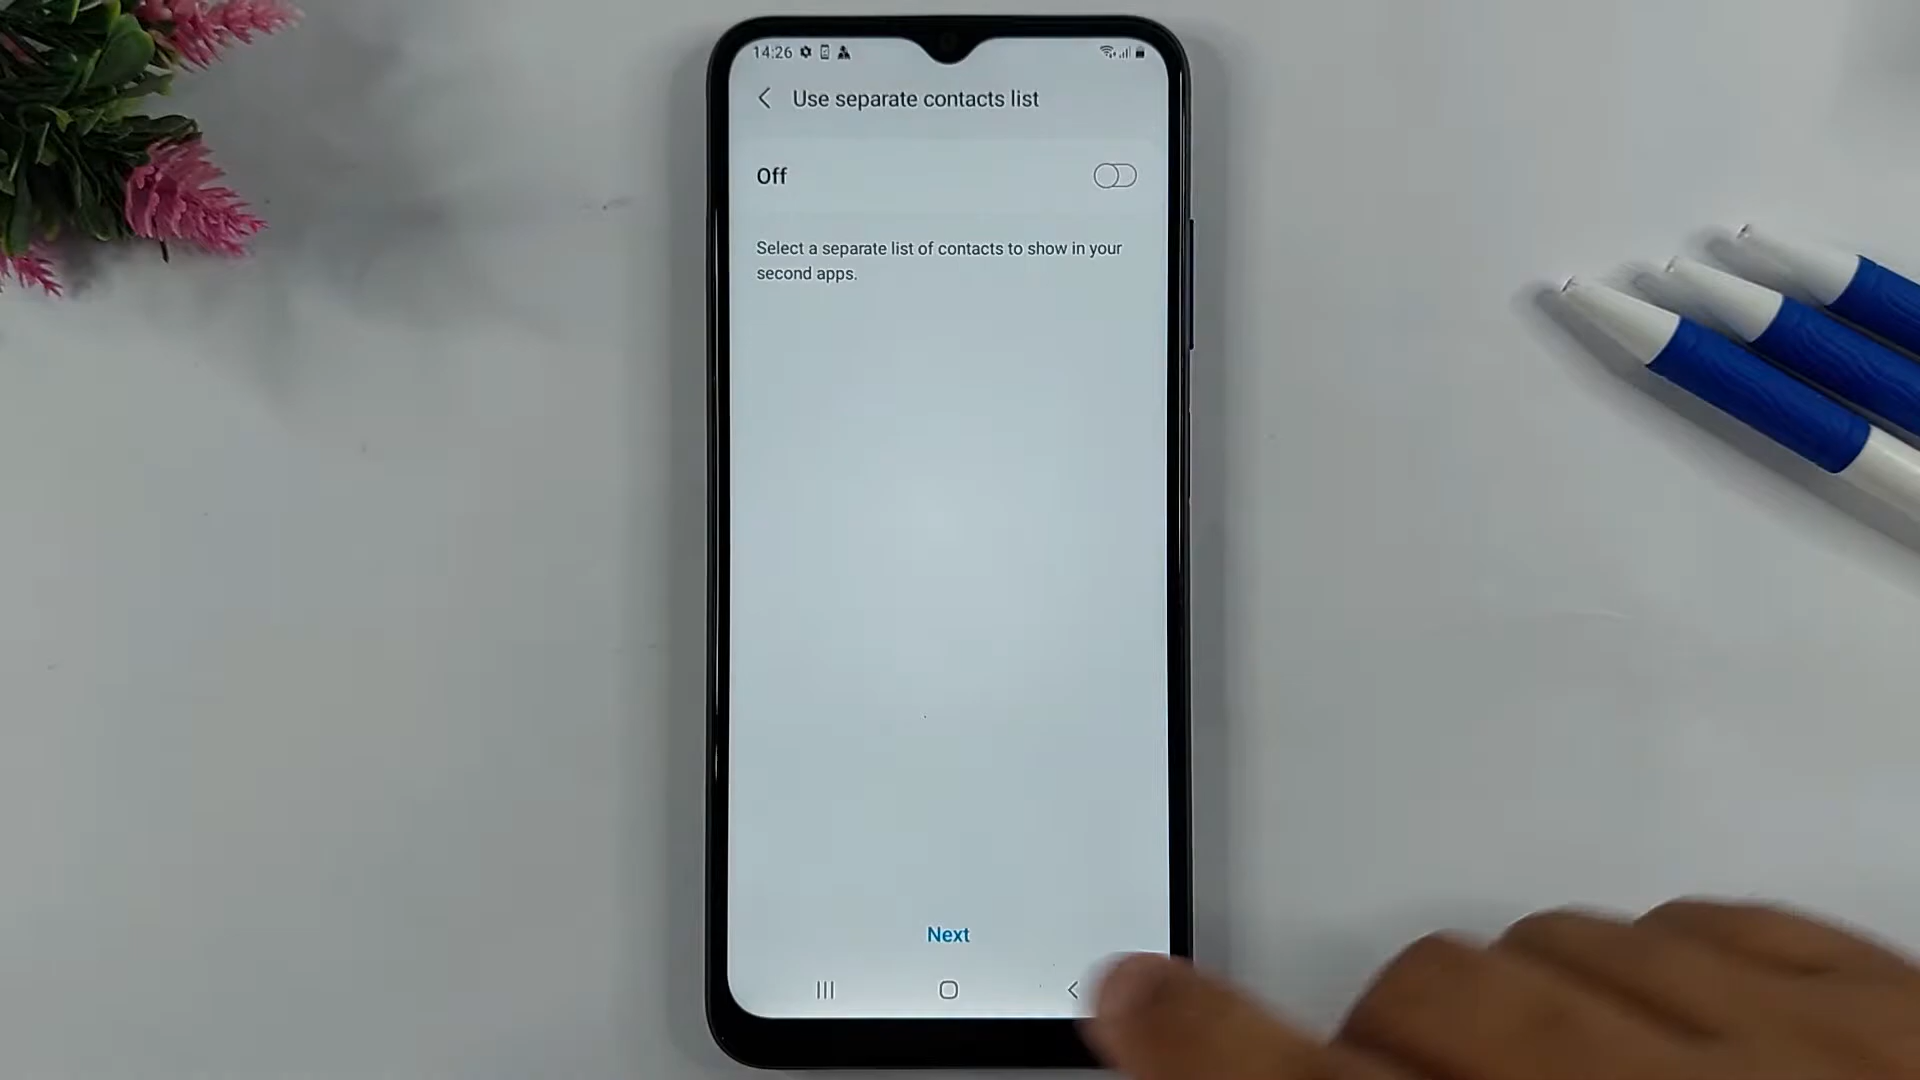 14:26
Use separate contacts list
Off
Select a separate list of contacts to show in your
second apps.
Next